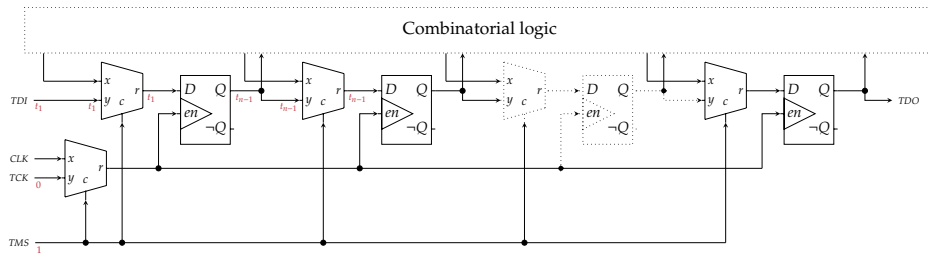 Combinatorial logic
x x x x
r D Q r D Q r D Q r D Q
TDI y c t₁ t₁ t₁ tₙ₋₁ tₙ₋₁ y c tₙ₋₁ y c y c TDO
en ¬Q en ¬Q en ¬Q en ¬Q
CLK x r
TCK y c
0
TMS
1